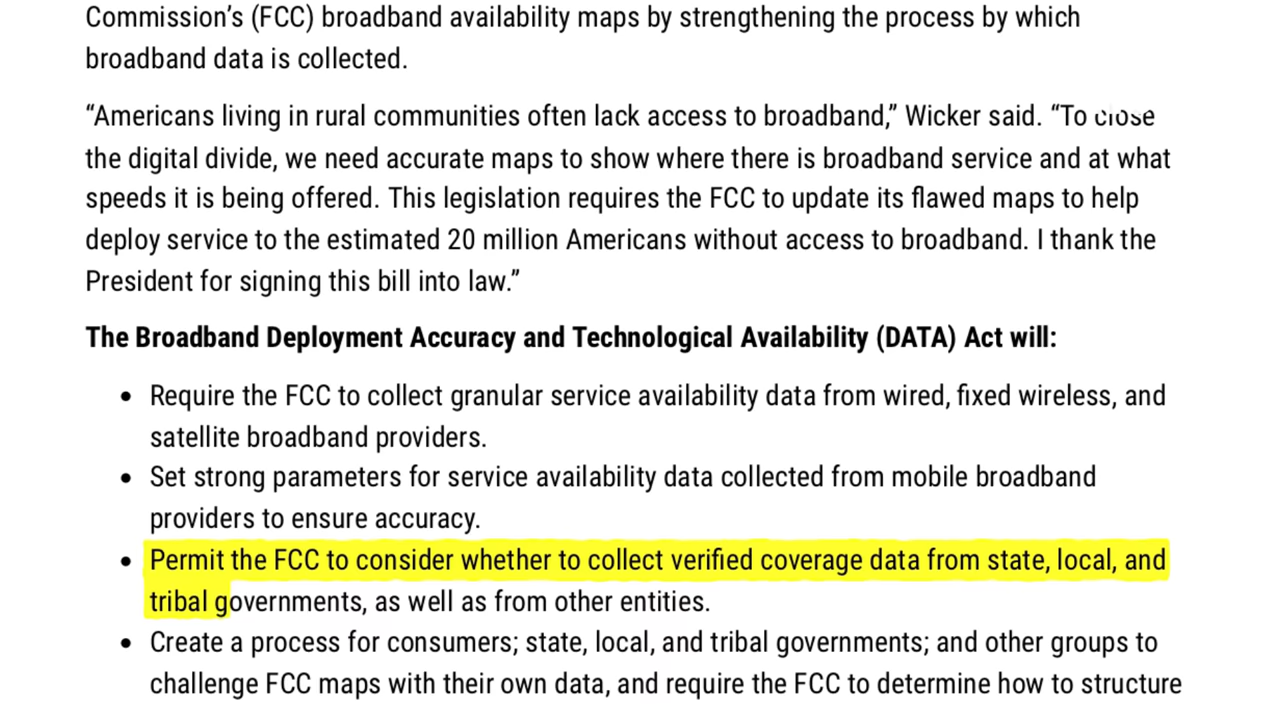 Commission’s (FCC) broadband availability maps by strengthening the process by which
broadband data is collected.
“Americans living in rural communities often lack access to broadband,” Wicker said. “To close
the digital divide, we need accurate maps to show where there is broadband service and at what
speeds it is being offered. This legislation requires the FCC to update its flawed maps to help
deploy service to the estimated 20 million Americans without access to broadband. I thank the
President for signing this bill into law.”
The Broadband Deployment Accuracy and Technological Availability (DATA) Act will:
• Require the FCC to collect granular service availability data from wired, fixed wireless, and
satellite broadband providers.
• Set strong parameters for service availability data collected from mobile broadband
providers to ensure accuracy.
• Permit the FCC to consider whether to collect verified coverage data from state, local, and
tribal governments, as well as from other entities.
• Create a process for consumers; state, local, and tribal governments; and other groups to
challenge FCC maps with their own data, and require the FCC to determine how to structure